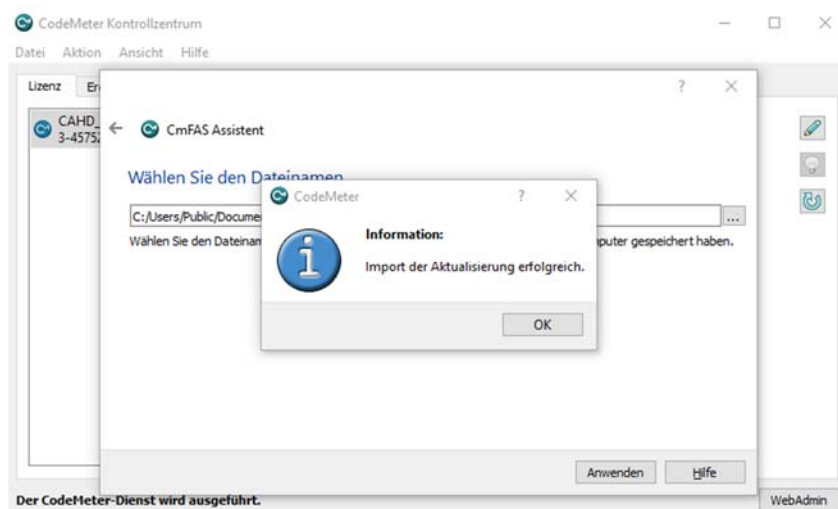 CodeMeter Kontrollzentrum
Datei Aktion Ansicht Hilfe
Lizenz
CAHD_
3-4575
CmFAS Assistent
Wählen Sie den Dateinamen
C:/Users/Public/Docume
...
Wählen Sie den Dateinam
puter gespeichert haben.
CodeMeter
Information:
Import der Aktualisierung erfolgreich.
OK
Anwenden Hilfe
Der CodeMeter-Dienst wird ausgeführt.
WebAdmin